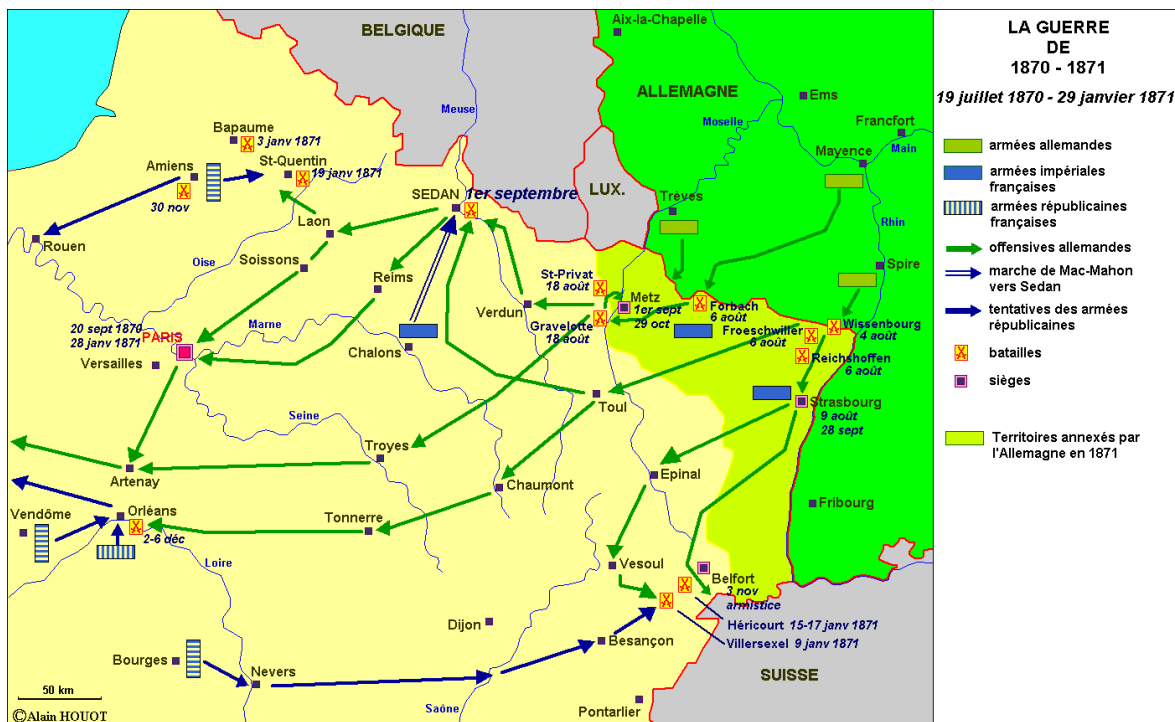 BELGIQUE
Aix-la-Chapelle
ALLEMAGNE
Ems
Meuse
Moselle
Francfort
Main
Mayence
Bapaume
3 janv 1871
Amiens
St-Quentin
19 janv 1871
30 nov
SEDAN
1er septembre
LUX.
Trèves
Rhin
Laon
Rouen
Oise
Soissons
Reims
St-Privat
18 août
Metz
1er sept
29 oct
Spire
Verdun
Gravelotte
18 août
Forbach
6 août
Froeschwiller
6 août
Wissenbourg
4 août
Reichshoffen
6 août
20 sept 1870
28 janv 1871
PARIS
Marne
Versailles
Chalons
Seine
Toul
Strasbourg
9 août
28 sept
Troyes
Artenay
Chaumont
Epinal
Fribourg
Vendôme
Orléans
2-6 déc
Tonnerre
Loire
Vesoul
Belfort
3 nov
armistice
Héricourt 15-17 janv 1871
Villersexel 9 janv 1871
Dijon
Besançon
Bourges
Nevers
SUISSE
Saône
Pontarlier
50 km
©Alain HOUOT
LA GUERRE
DE
1870 - 1871
19 juillet 1870 - 29 janvier 1871
armées allemandes
armées impériales
françaises
armées républicaines
françaises
offensives allemandes
marche de Mac-Mahon
vers Sedan
tentatives des armées
républicaines
batailles
sièges
Territoires annexés par
l'Allemagne en 1871